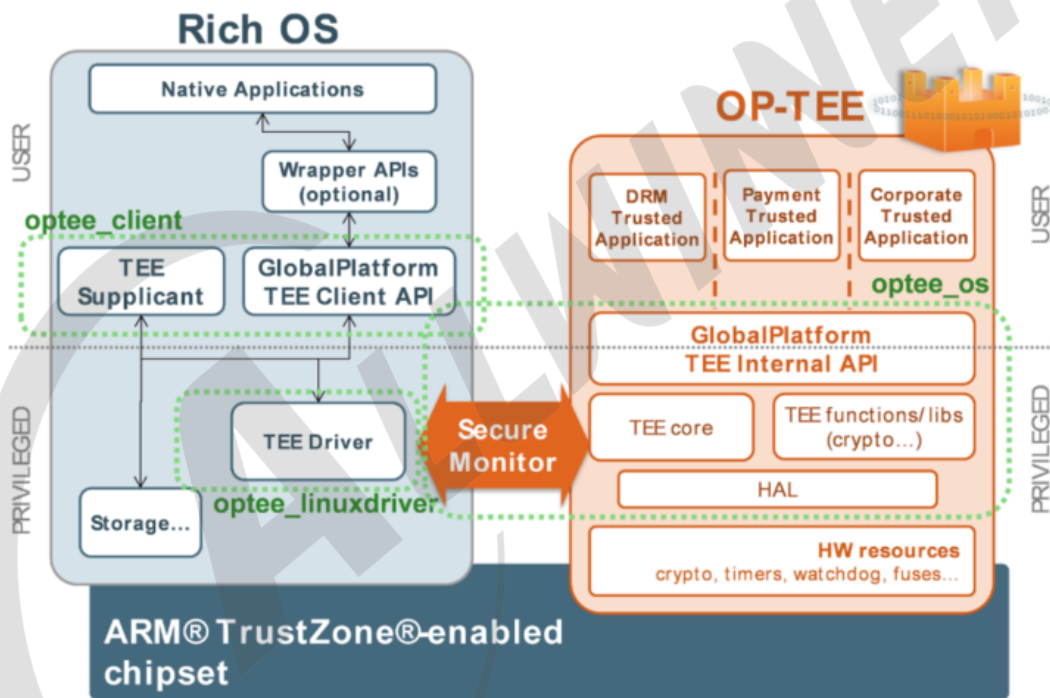 Rich OS
Native Applications
USER
Wrapper APIs
(optional)
optee_client
TEE
Supplicant
GlobalPlatform
TEE Client API
PRIVILEGED
TEE Driver
optee_linuxdriver
Storage...
Secure
Monitor
OP-TEE
DRM
Trusted
Application
Payment
Trusted
Application
Corporate
Trusted
Application
USER
optee_os
GlobalPlatform
TEE Internal API
TEE core
TEE functions/libs
(crypto...)
PRIVILEGED
HAL
HW resources
crypto, timers, watchdog, fuses...
ARM® TrustZone®-enabled
chipset